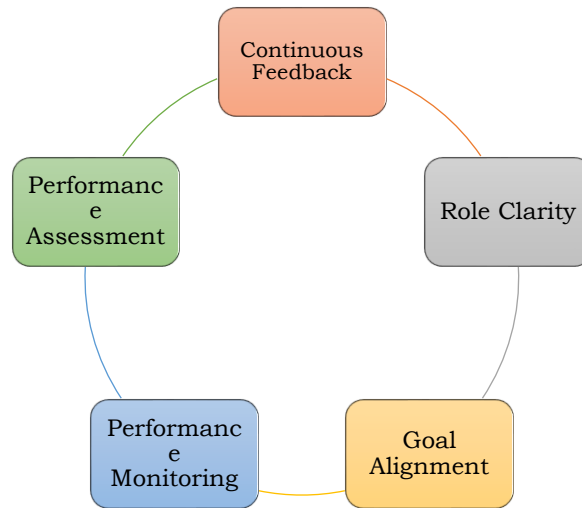 Continuous
Feedback
Role Clarity
Goal
Alignment
Performanc
e
Monitoring
Performanc
e
Assessment